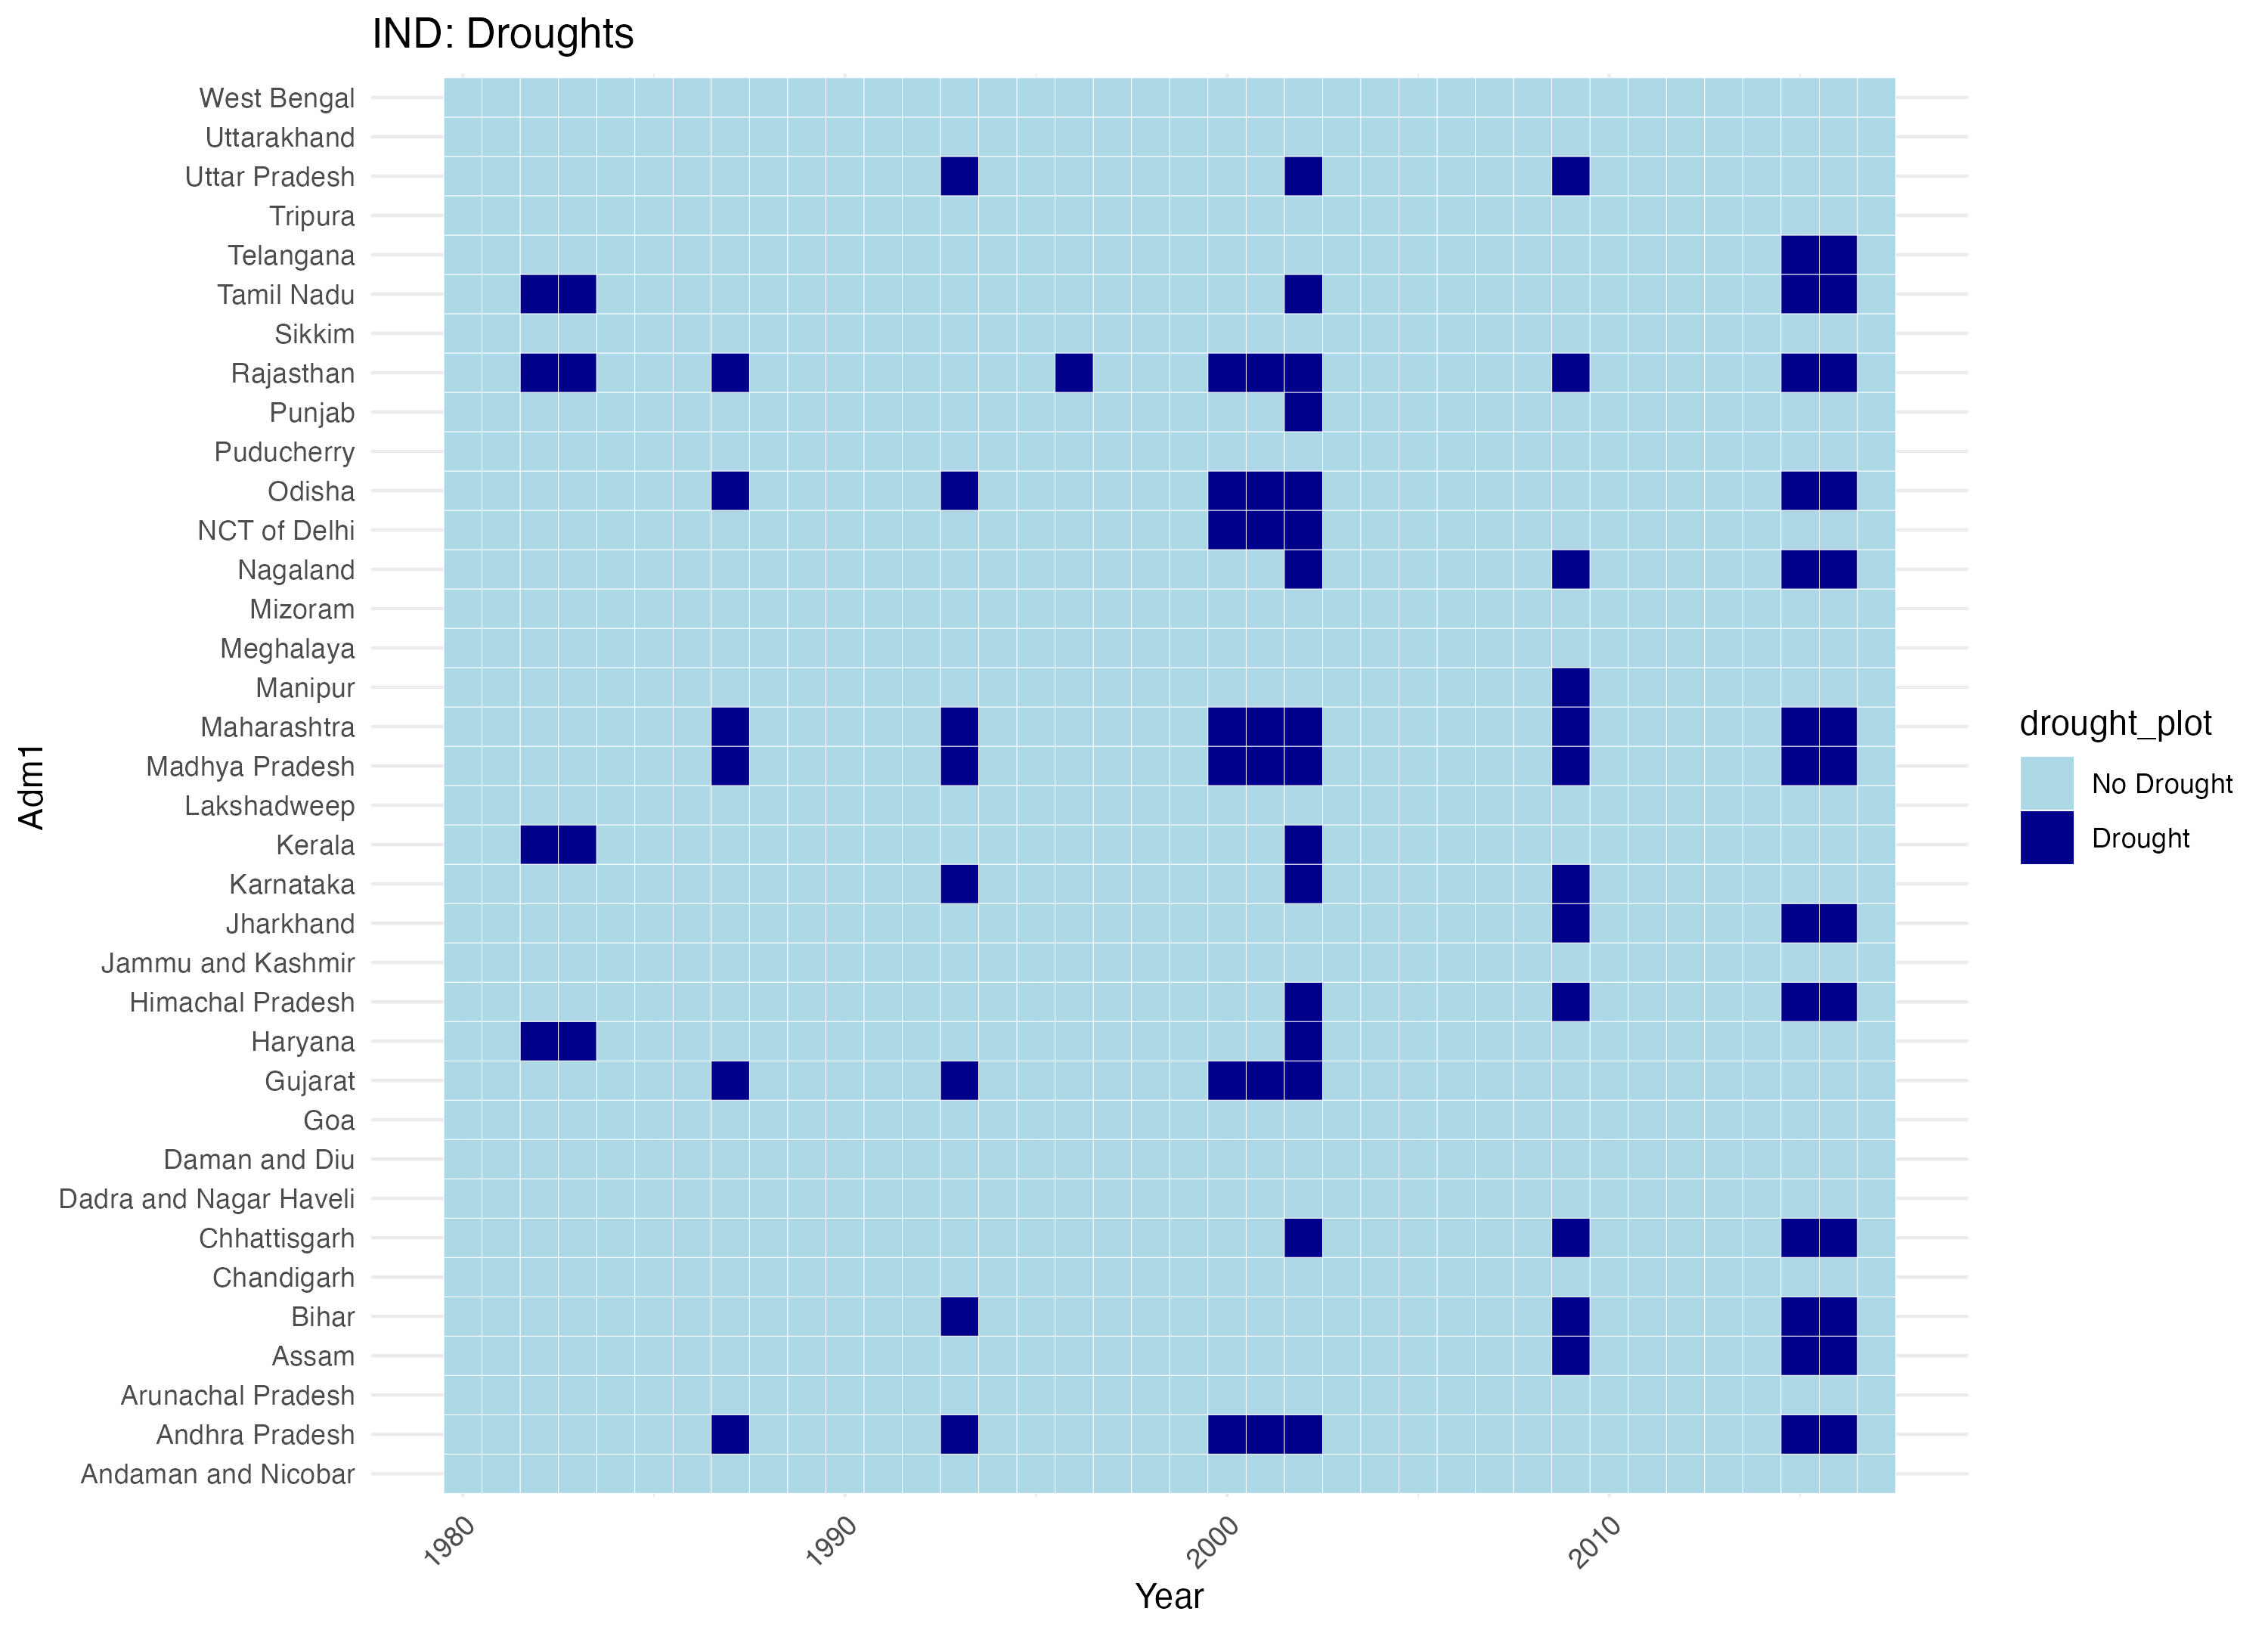 IND: Droughts
West Bengal
Uttarakhand
Uttar Pradesh
Tripura
Telangana
Tamil Nadu
Sikkim
Rajasthan
Punjab
Puducherry
Odisha
NCT of Delhi
Nagaland
Mizoram
Meghalaya
Manipur
Maharashtra
Madhya Pradesh
Lakshadweep
Kerala
Karnataka
Jharkhand
Jammu and Kashmir
Himachal Pradesh
Haryana
Gujarat
Goa
Daman and Diu
Dadra and Nagar Haveli
Chhattisgarh
Chandigarh
Bihar
Assam
Arunachal Pradesh
Andhra Pradesh
Andaman and Nicobar
Adm1
1980
1990
2000
2010
Year
drought_plot
No Drought
Drought